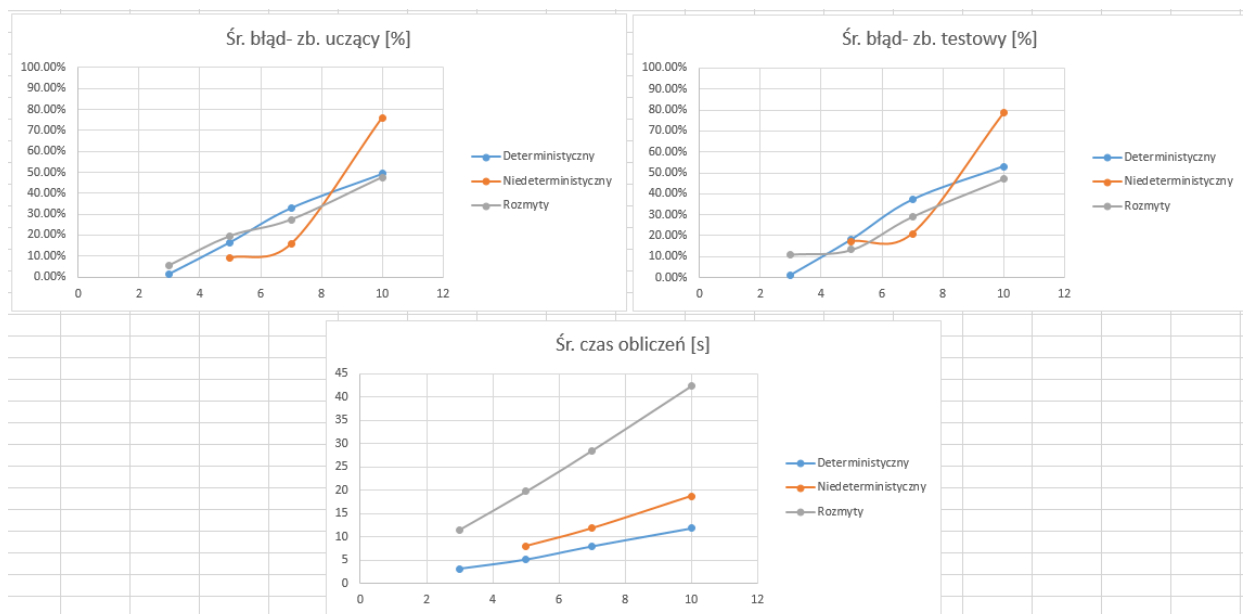 Śr. błąd- zb. uczący [%]
100.00%
90.00%
80.00%
70.00%
60.00%
50.00%
40.00%
30.00%
20.00%
10.00%
0.00%
0 2 4 6 8 10 12
Deterministyczny
Niedeterministyczny
Rozmyty
Śr. błąd- zb. testowy [%]
100.00%
90.00%
80.00%
70.00%
60.00%
50.00%
40.00%
30.00%
20.00%
10.00%
0.00%
0 2 4 6 8 10 12
Deterministyczny
Niedeterministyczny
Rozmyty
Śr. czas obliczeń [s]
45
40
35
30
25
20
15
10
5
0
0 2 4 6 8 10 12
Deterministyczny
Niedeterministyczny
Rozmyty